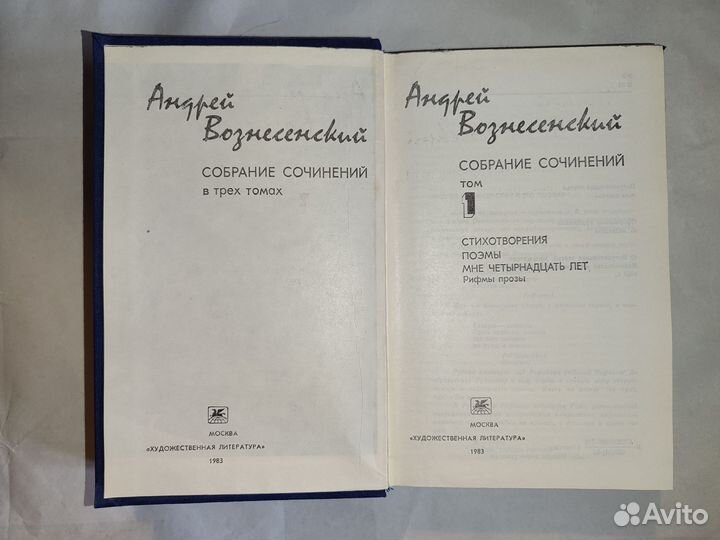 Андрей
Вознесенский
СОБРАНИЕ СОЧИНЕНИЙ
в трех томах
МОСКВА
«ХУДОЖЕСТВЕННАЯ ЛИТЕРАТУРА»
1983
Андрей
Вознесенский
СОБРАНИЕ СОЧИНЕНИЙ
ТОМ
1
СТИХОТВОРЕНИЯ
ПОЭМЫ
МНЕ ЧЕТЫРНАДЦАТЬ ЛЕТ
Рифмы прозы
МОСКВА
«ХУДОЖЕСТВЕННАЯ ЛИТЕРАТУРА»
1983
Avito